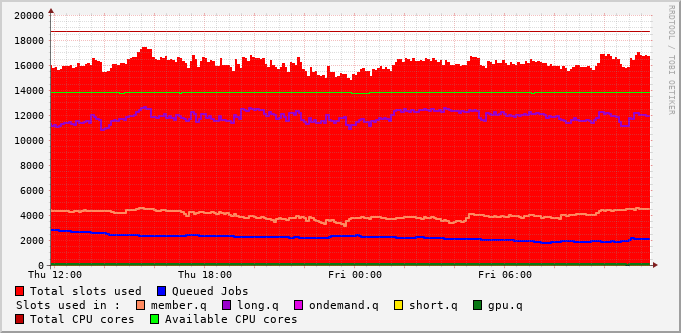 RRDTOOL / TOBI OETIKER
20000
18000
16000
14000
12000
10000
8000
6000
4000
2000
0
Thu 12:00 Thu 18:00 Fri 00:00 Fri 06:00
Total slots used Queued Jobs
Slots used in : member.q long.q ondemand.q short.q gpu.q
Total CPU cores Available CPU cores